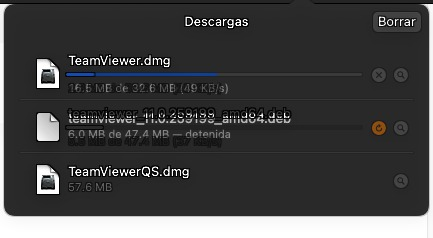 Descargas
Borrar
TeamViewer.dmg
16.5 MB de 32.6 MB (49 KB/s)
teamviewer_11.0.259193_amd64.deb
6,0 MB de 47,4 MB — detenida
TeamViewerQS.dmg
57.6 MB